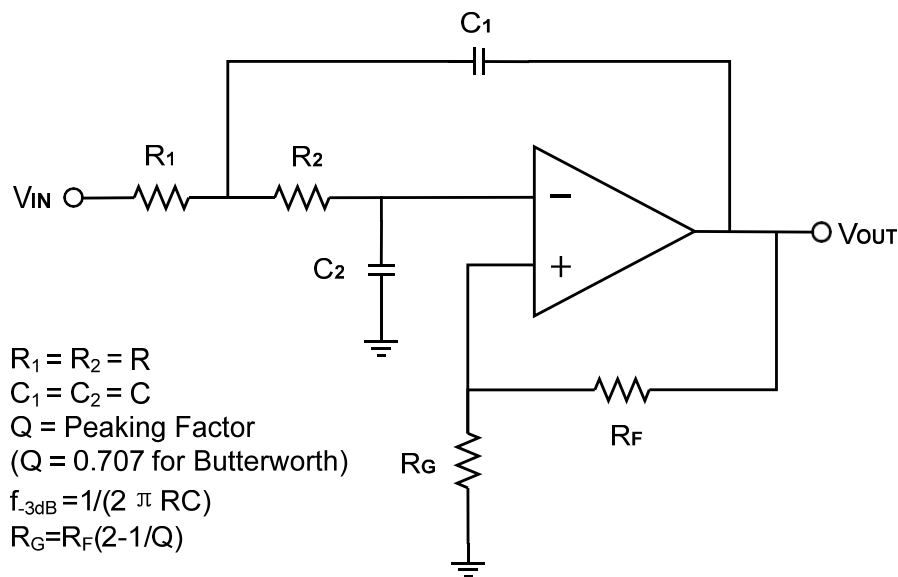 C1
R1
R2
VIN
−
VOUT
C2
+
R1 = R2 = R
C1 = C2 = C
Q = Peaking Factor
(Q = 0.707 for Butterworth)
f-3dB =1/(2 π RC)
RG=RF(2-1/Q)
RF
RG